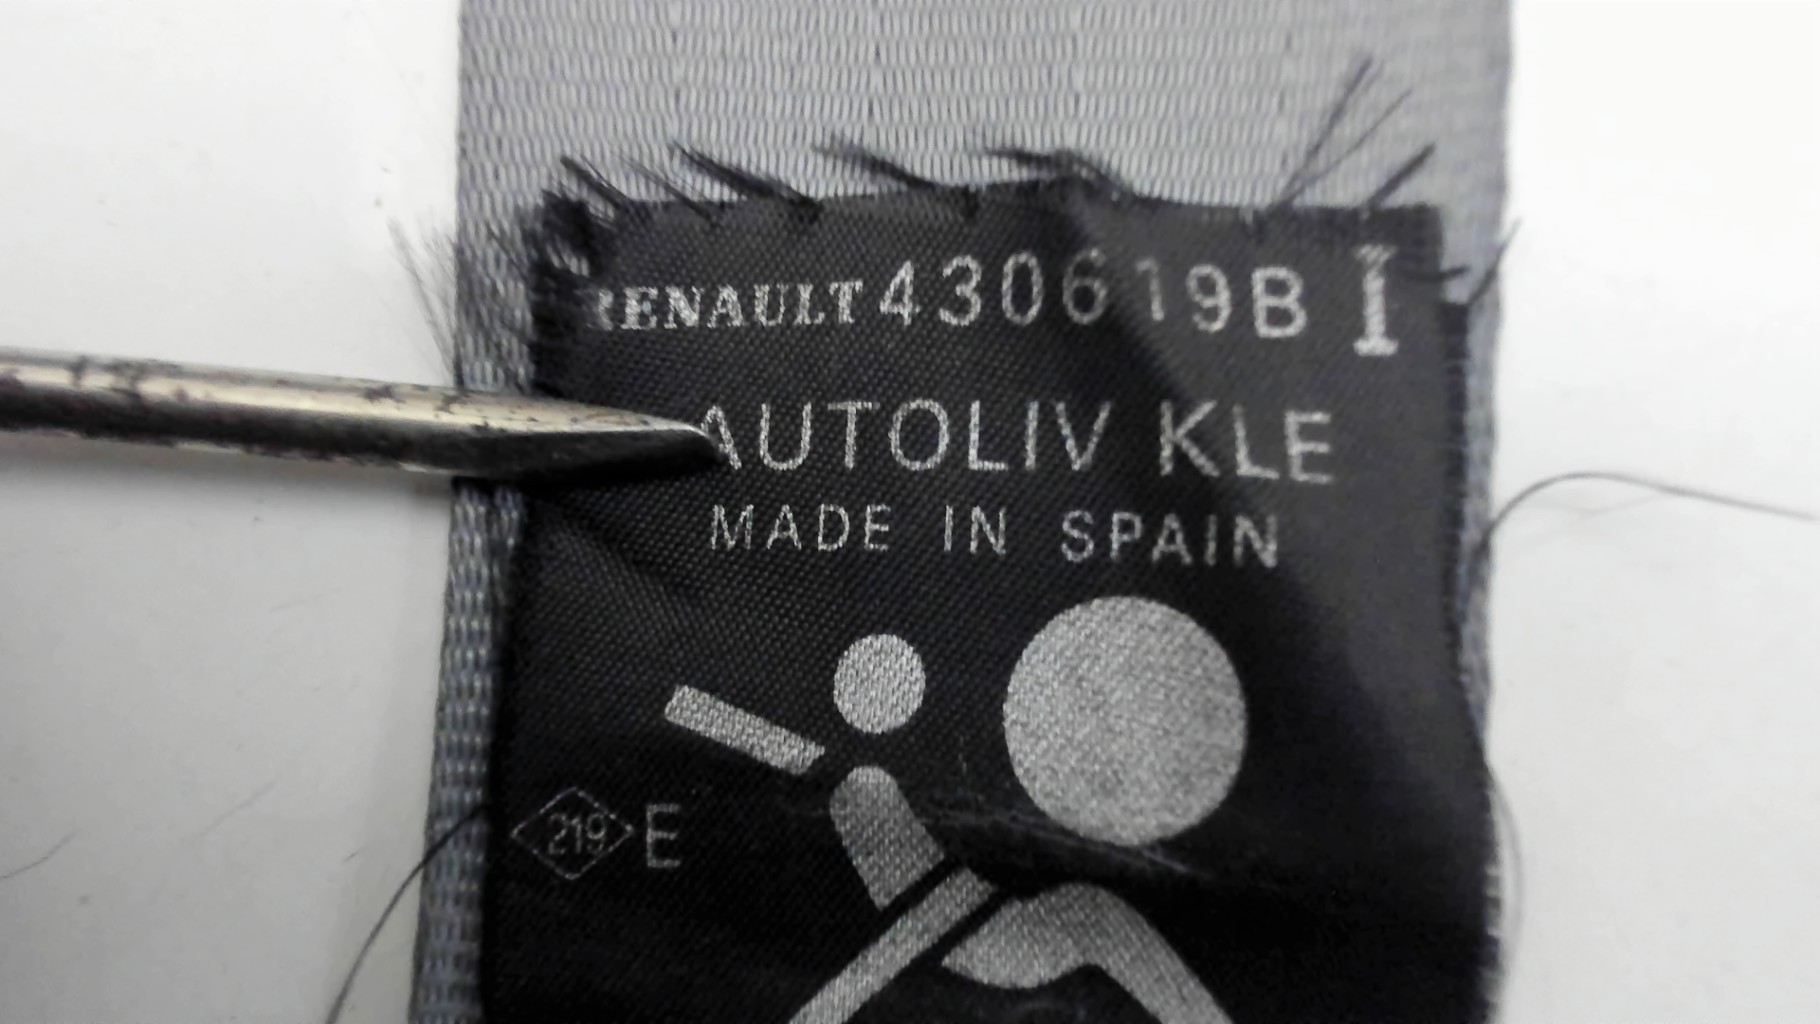 RENAULT 430619B I
AUTOLIV KLE
MADE IN SPAIN
219 E